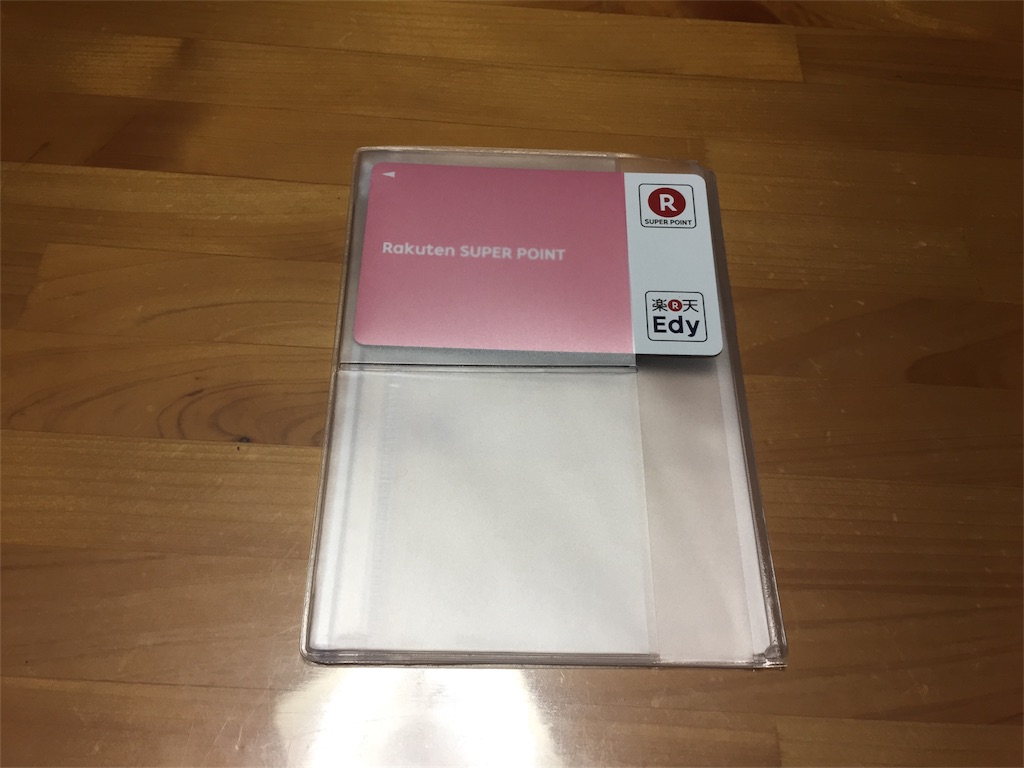 Rakuten SUPER POINT
R
SUPER POINT
楽R天
Edy